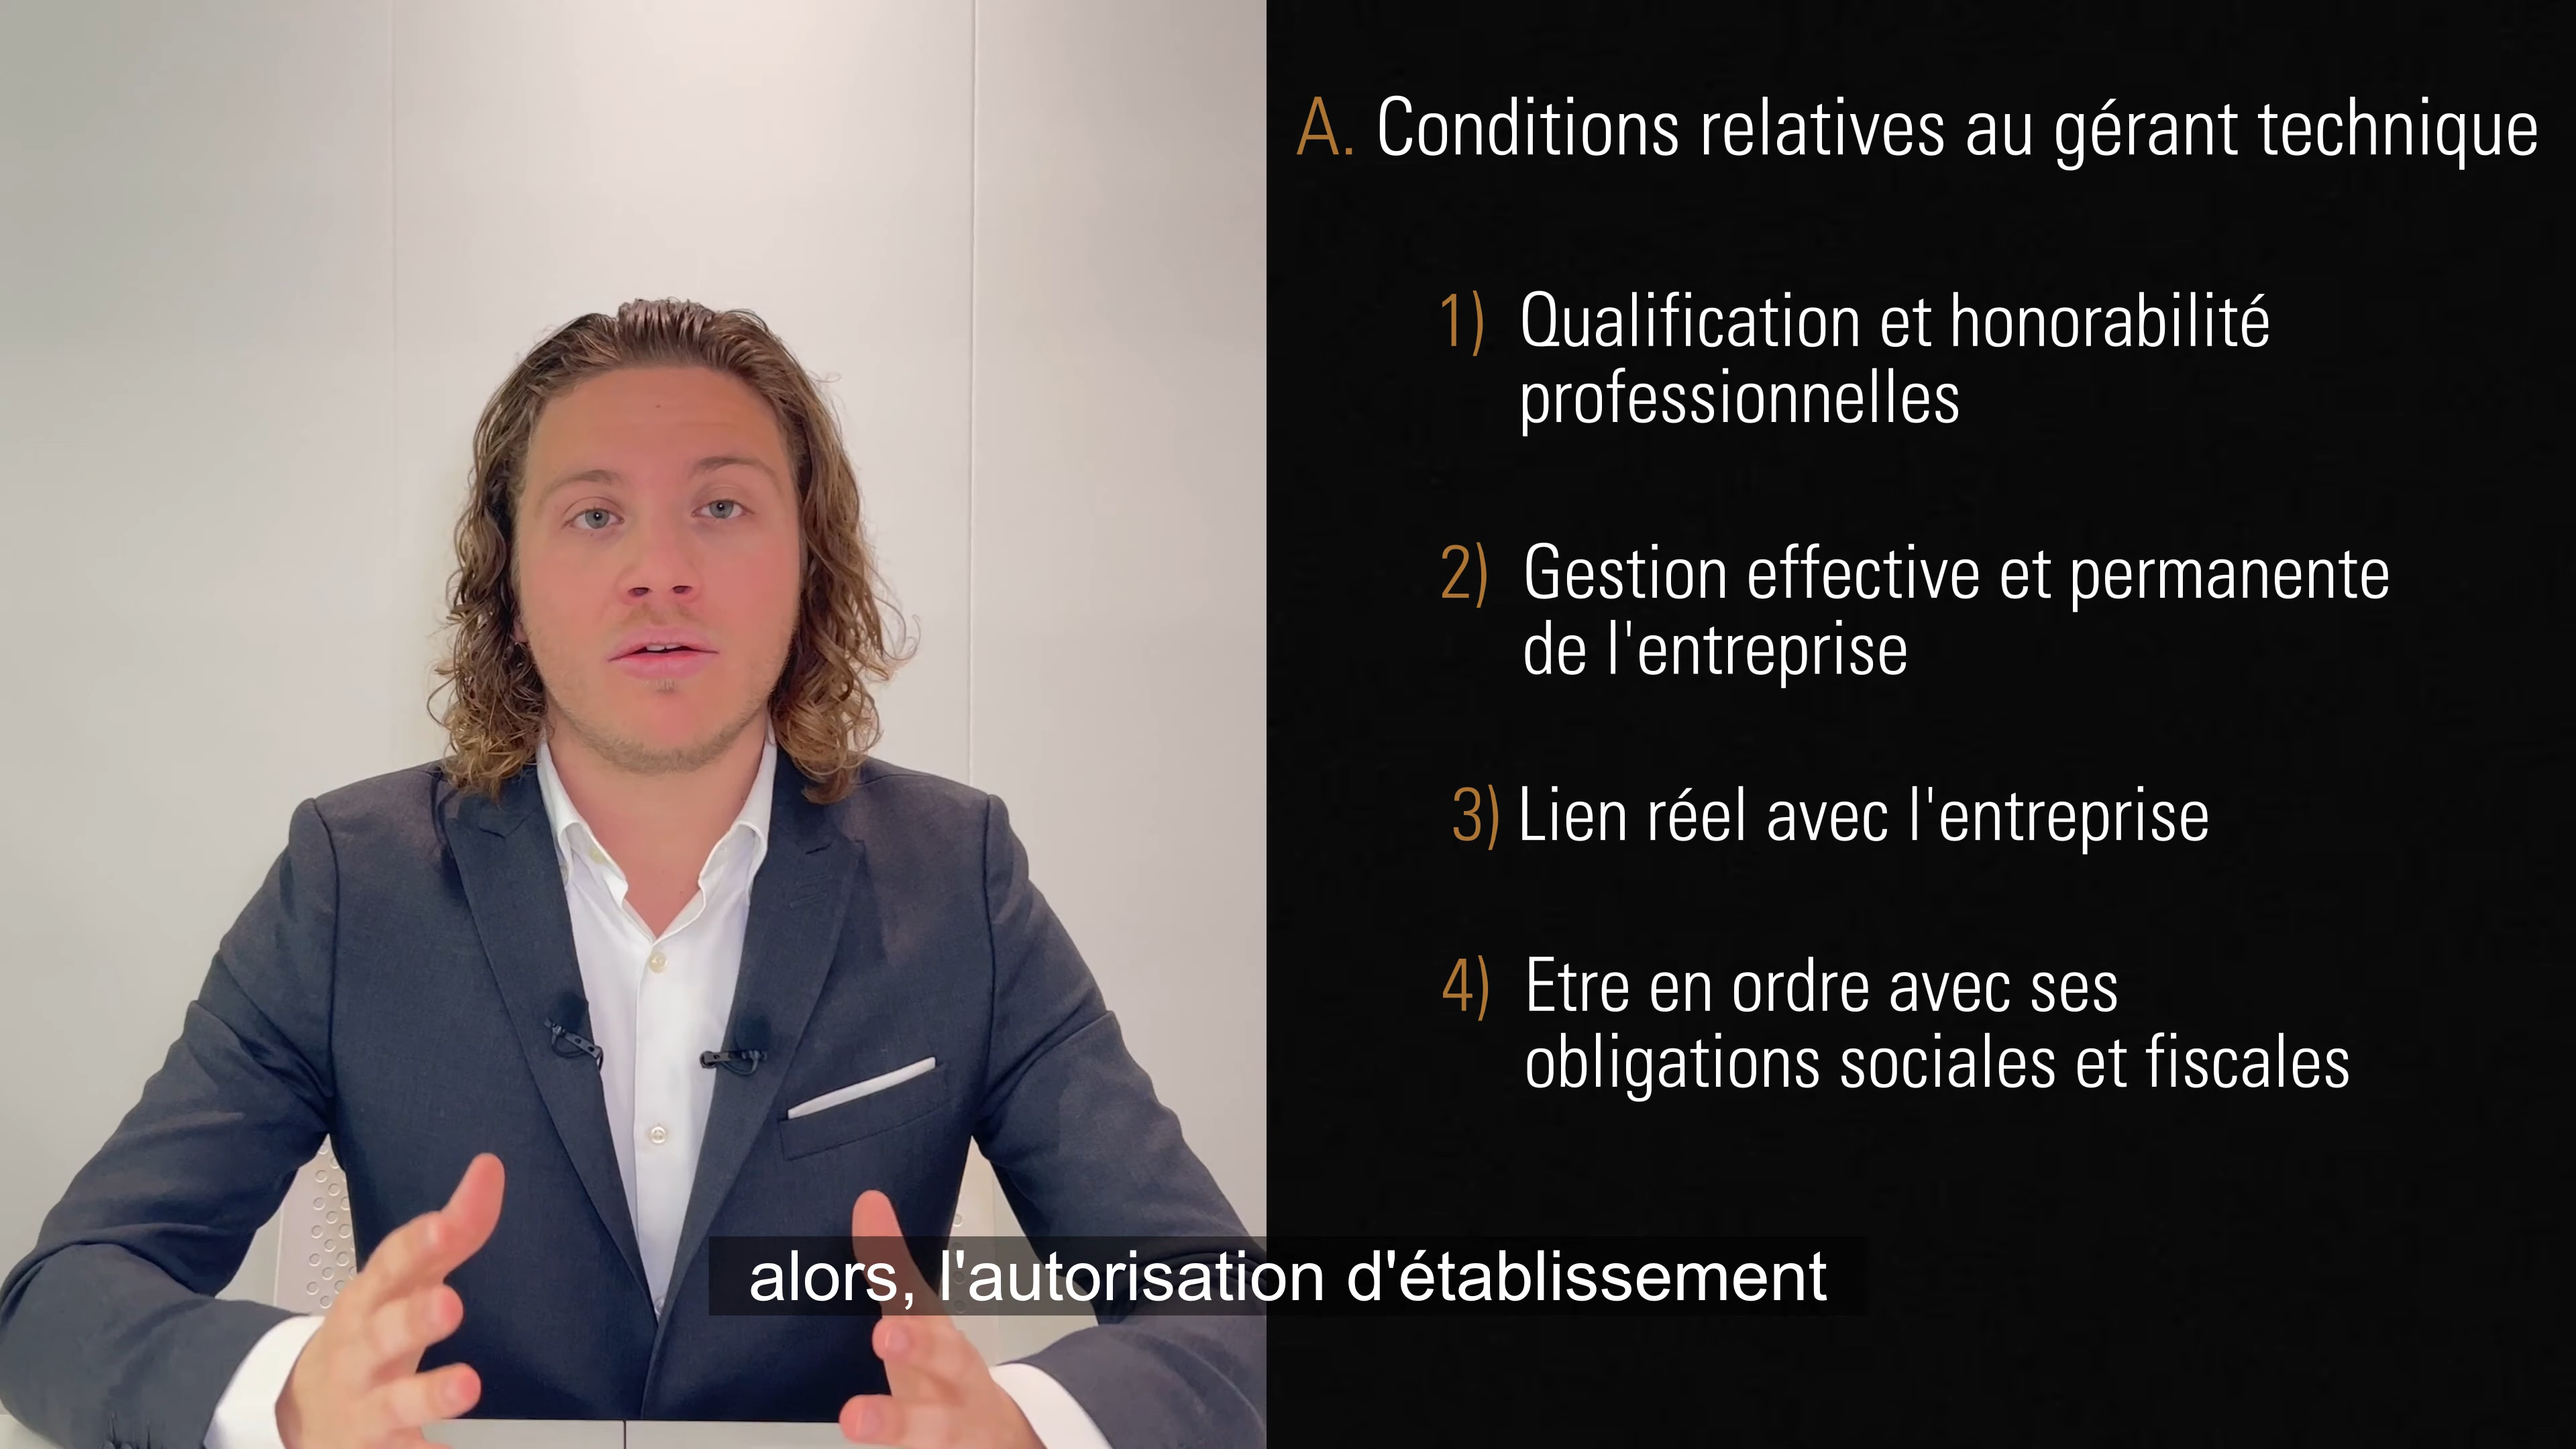 A. Conditions relatives au gérant technique
1) Qualification et honorabilité
professionnelles
2) Gestion effective et permanente
de l'entreprise
3) Lien réel avec l'entreprise
4) Etre en ordre avec ses
obligations sociales et fiscales
alors, l'autorisation d'établissement